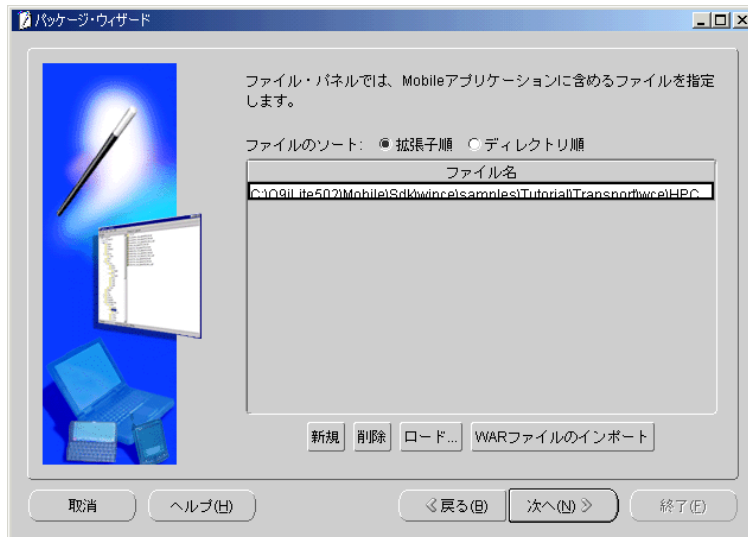 パッケージ・ウィザード
ファイル・パネルでは、Mobileアプリケーションに含めるファイルを指定
します。
ファイルのソート: 拡張子順 ディレクトリ順
ファイル名
C:\O9iLite502\Mobile\Sdk\wince\samples\Tutorial\Transport\wce\HPC
新規 削除 ロード... WARファイルのインポート
取消 ヘルプ(H) 戻る(B) 次へ(N) 終了(F)